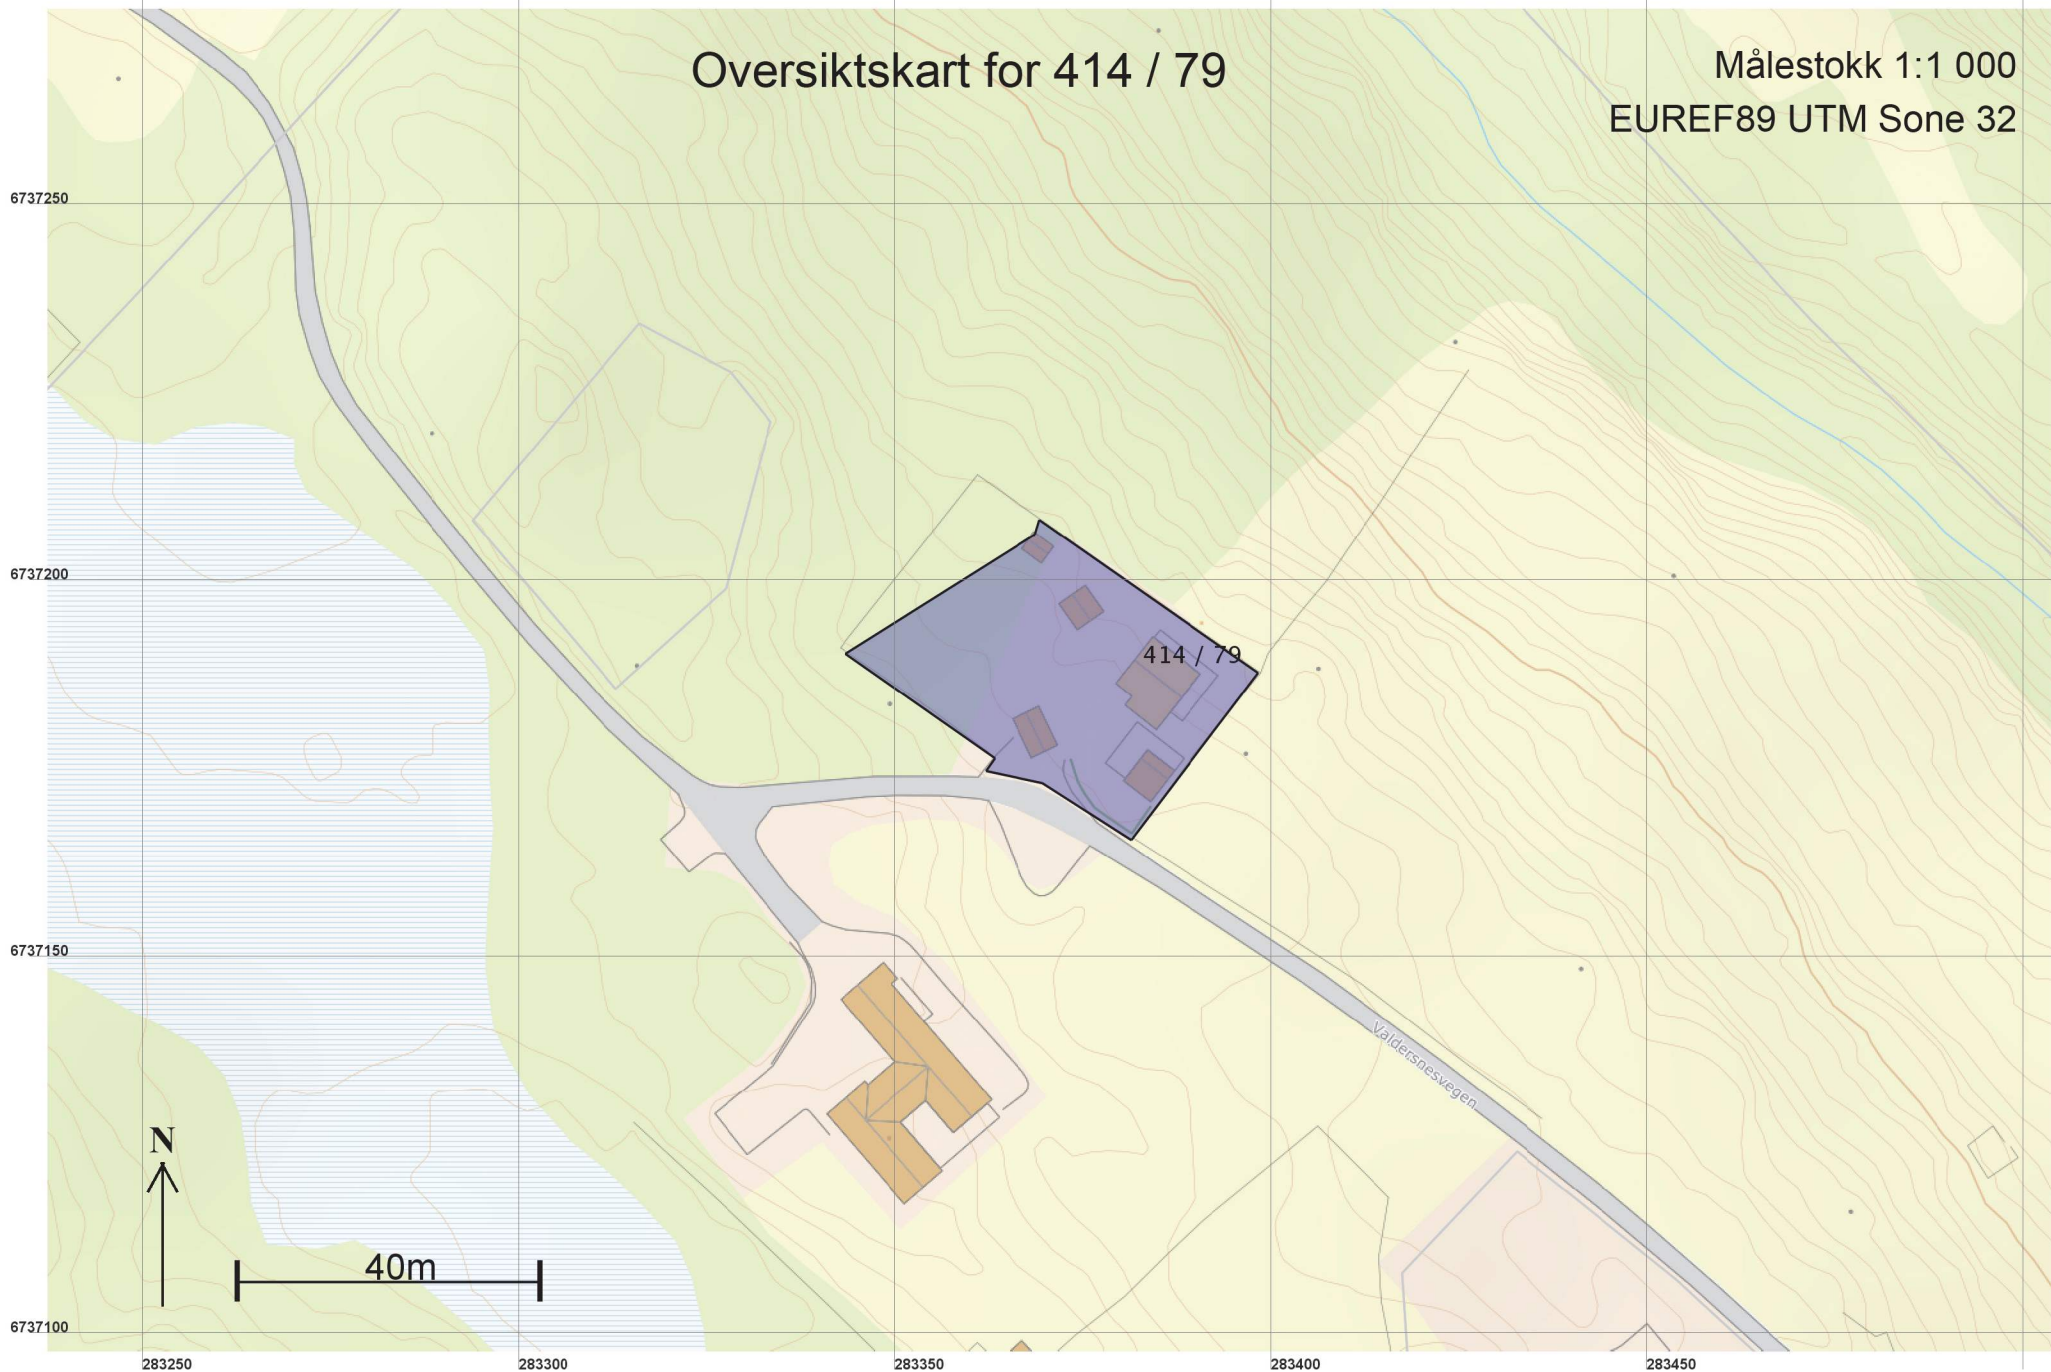 Oversiktskart for 414 / 79
Målestokk 1:1 000
EUREF89 UTM Sone 32
6737250
6737200
414 / 79
6737150
Valdersnesvegen
N
40m
6737100
283250
283300
283350
283400
283450